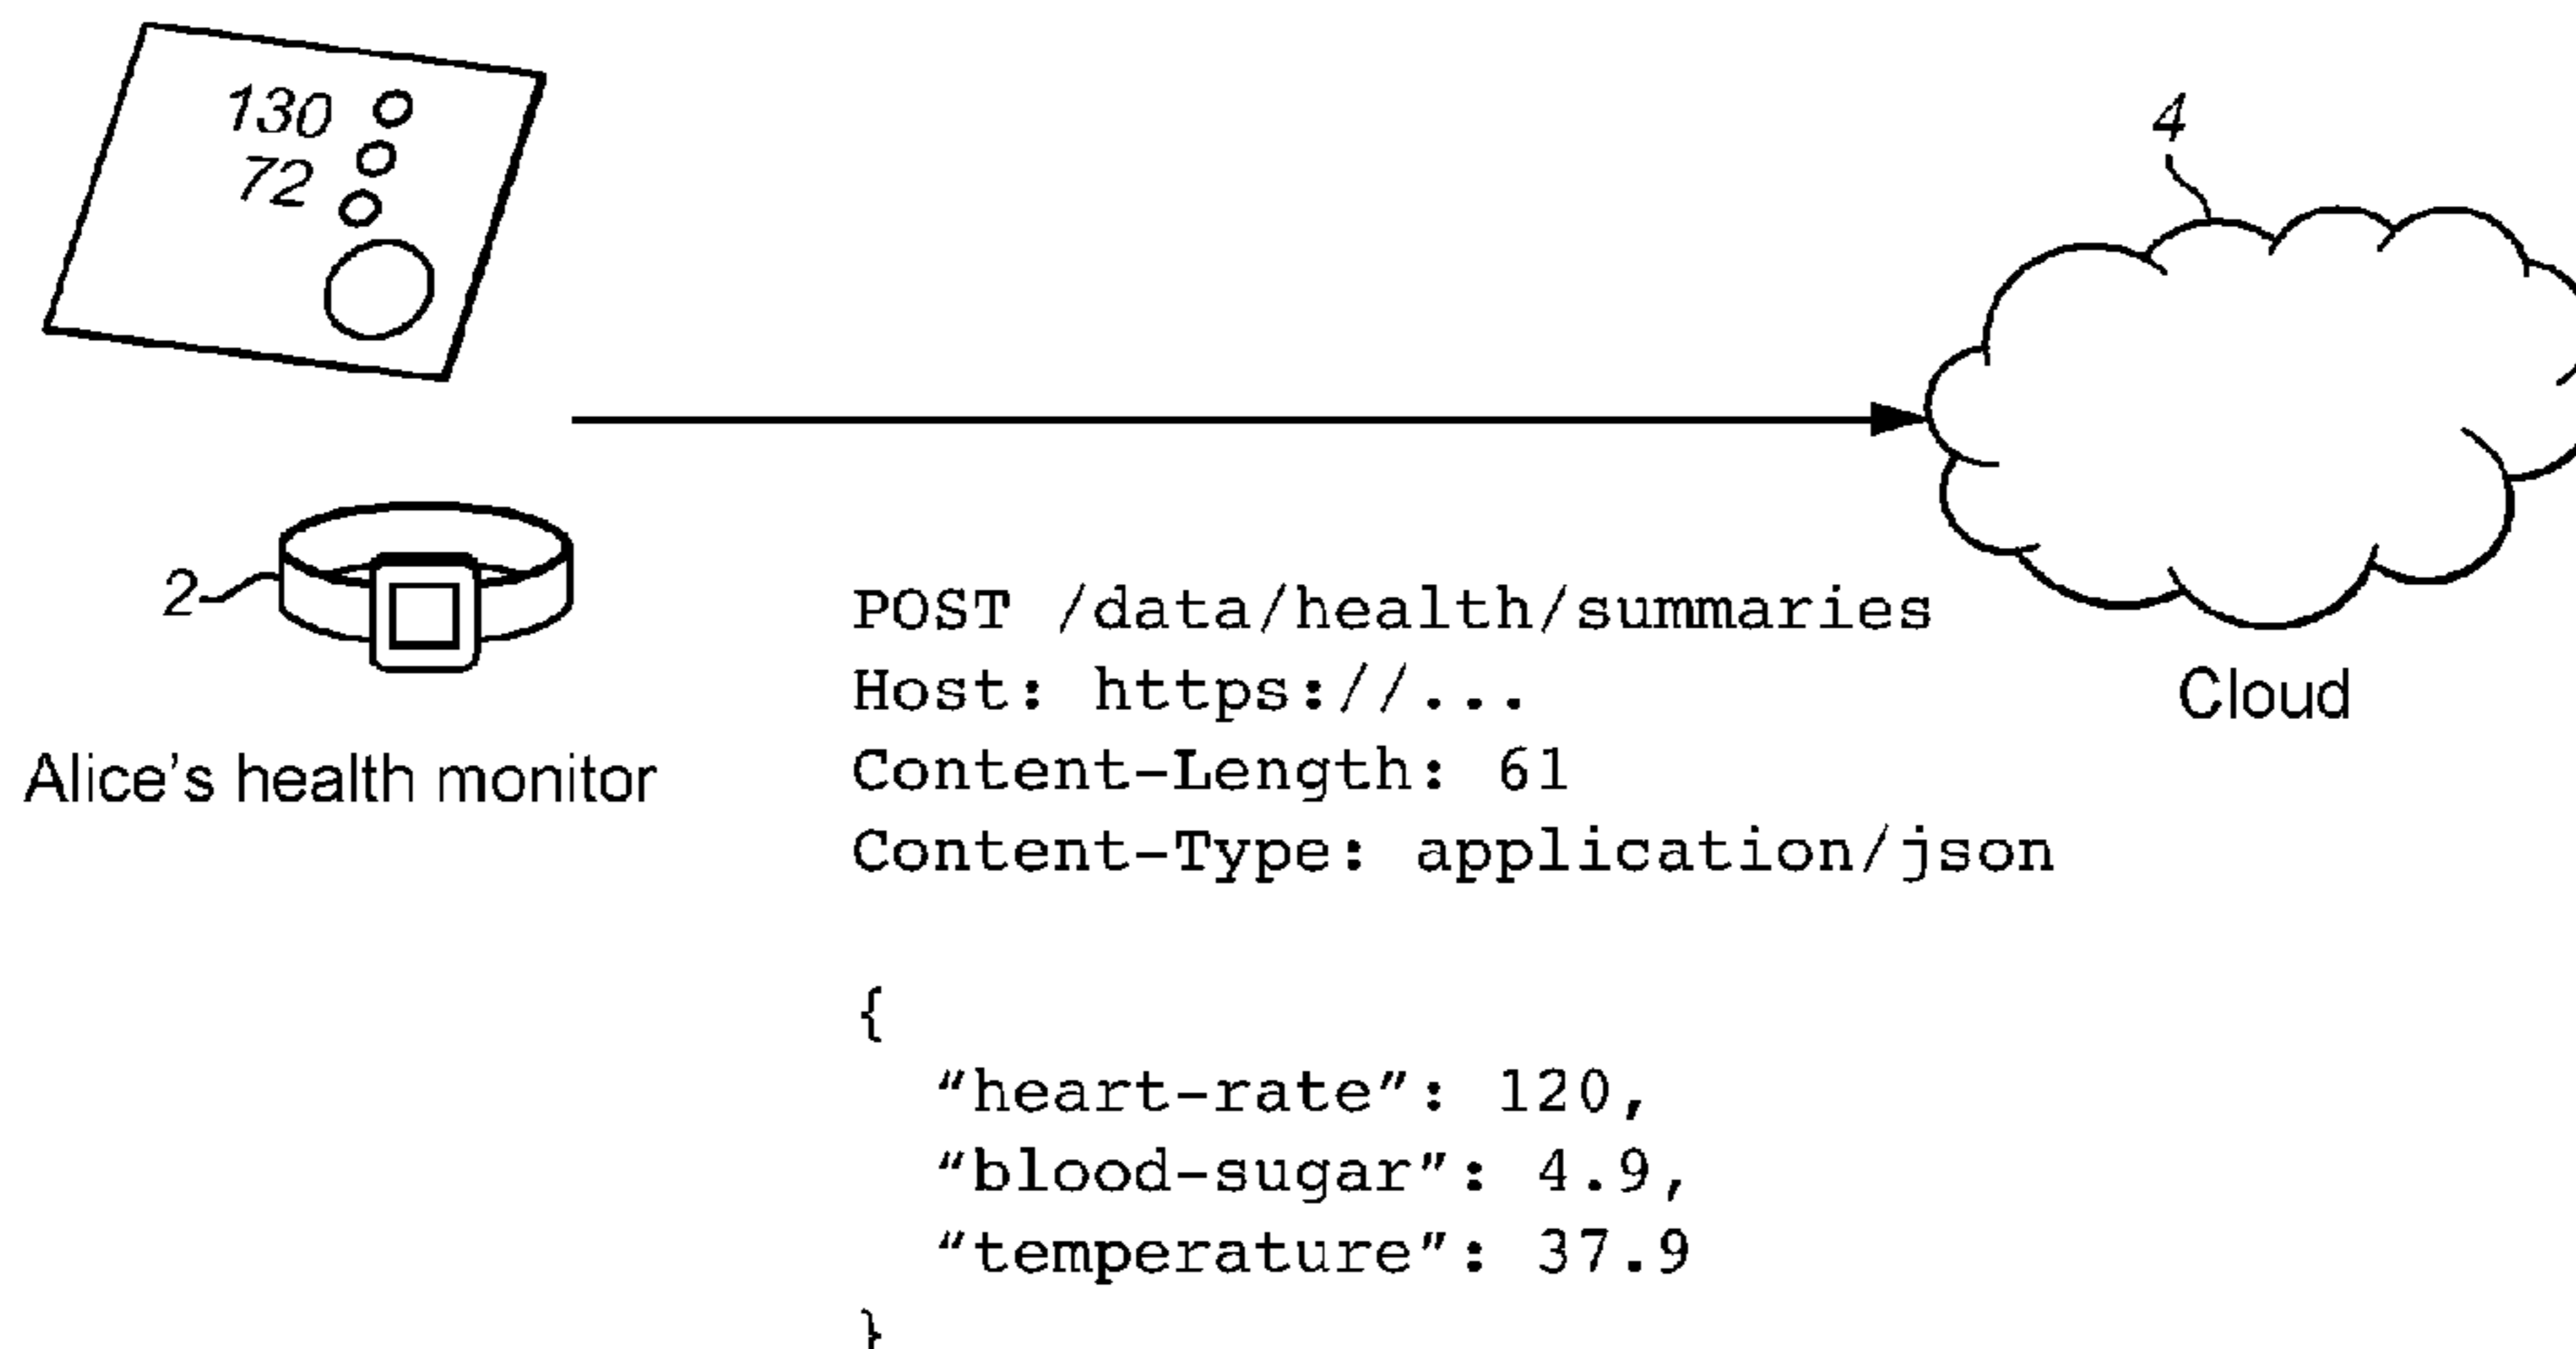 130
72
4
2
Alice's health monitor
Cloud
POST /data/health/summaries
Host: https://...
Content-Length: 61
Content-Type: application/json
{
“heart-rate”: 120,
“blood-sugar”: 4.9,
“temperature”: 37.9
}